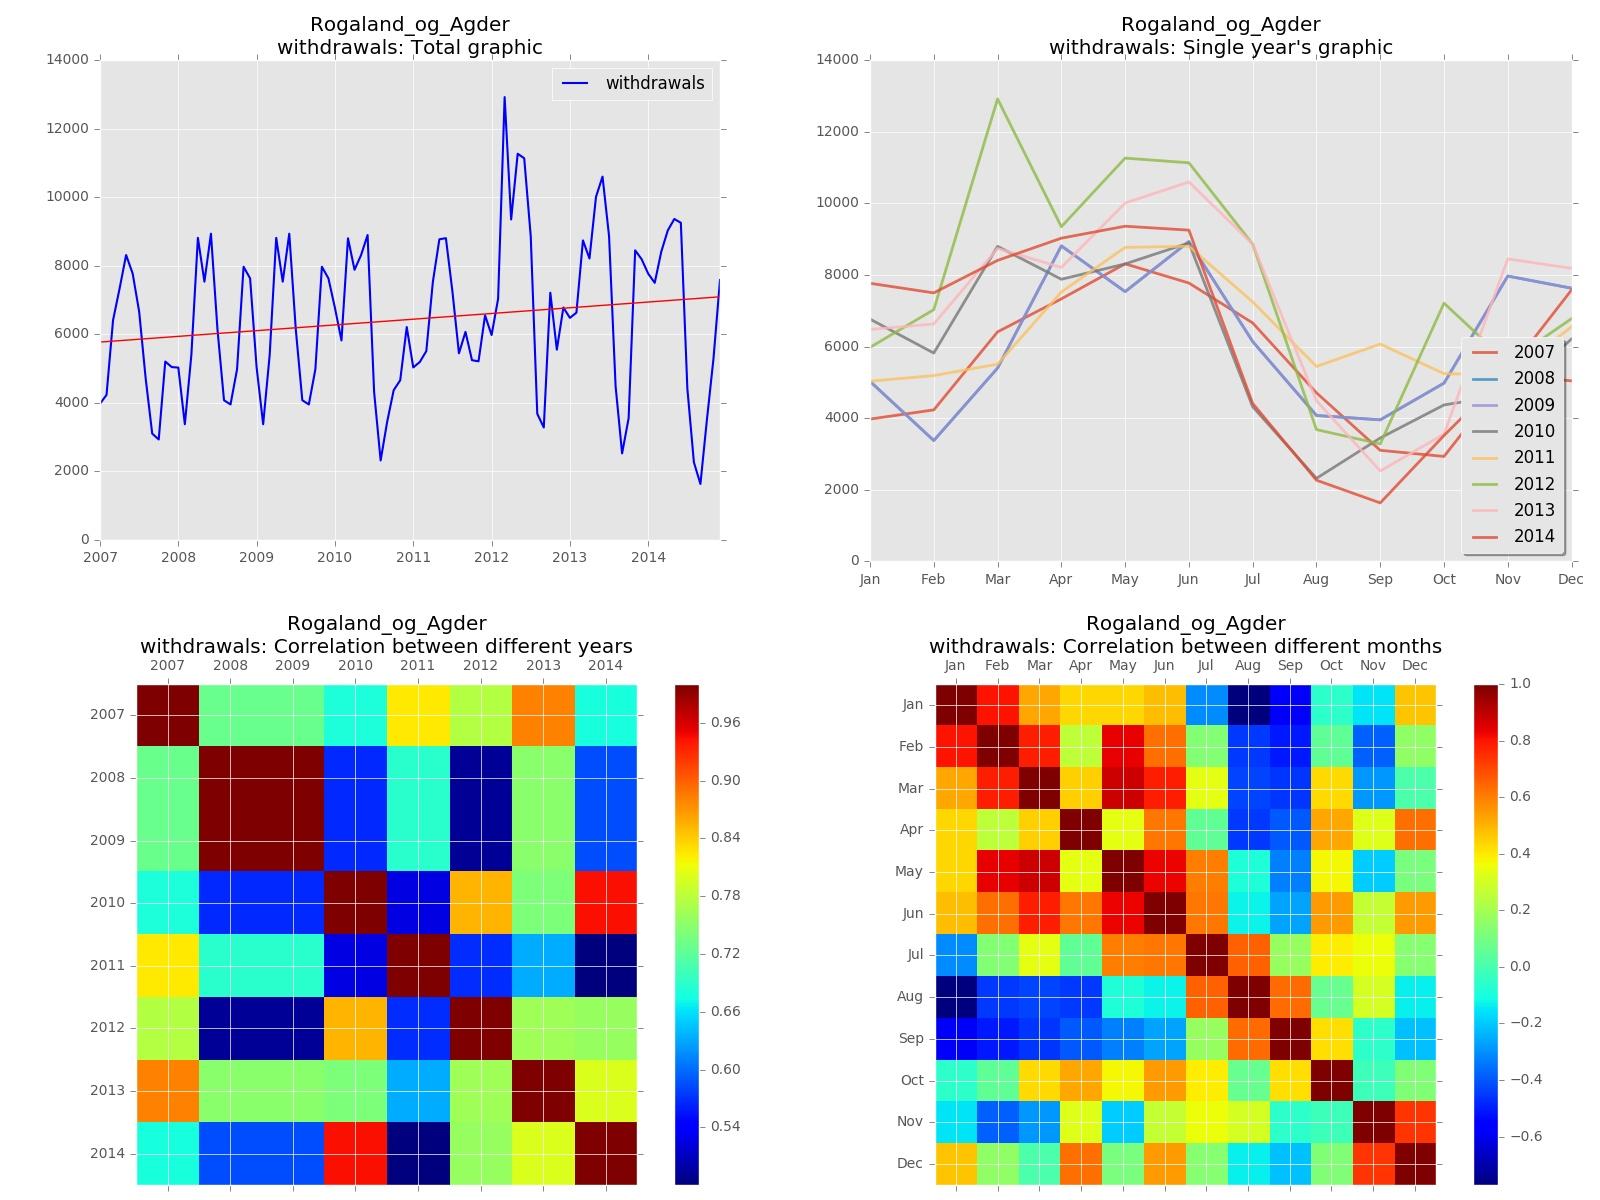 Rogaland_og_Agder
withdrawals: Total graphic
14000
12000
10000
8000
6000
4000
2000
0
2007 2008 2009 2010 2011 2012 2013 2014
withdrawals
Rogaland_og_Agder
withdrawals: Single year's graphic
14000
12000
10000
8000
6000
4000
2000
0
Jan Feb Mar Apr May Jun Jul Aug Sep Oct Nov Dec
2007
2008
2009
2010
2011
2012
2013
2014
Rogaland_og_Agder
withdrawals: Correlation between different years
2007 2008 2009 2010 2011 2012 2013 2014
2007
2008
2009
2010
2011
2012
2013
2014
0.96
0.90
0.84
0.78
0.72
0.66
0.60
0.54
Rogaland_og_Agder
withdrawals: Correlation between different months
Jan Feb Mar Apr May Jun Jul Aug Sep Oct Nov Dec
Jan
Feb
Mar
Apr
May
Jun
Jul
Aug
Sep
Oct
Nov
Dec
1.0
0.8
0.6
0.4
0.2
0.0
−0.2
−0.4
−0.6